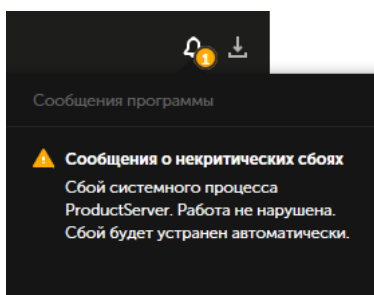 1
Сообщения программы
Сообщения о некритических сбоях
Сбой системного процесса
ProductServer. Работа не нарушена.
Сбой будет устранен автоматически.